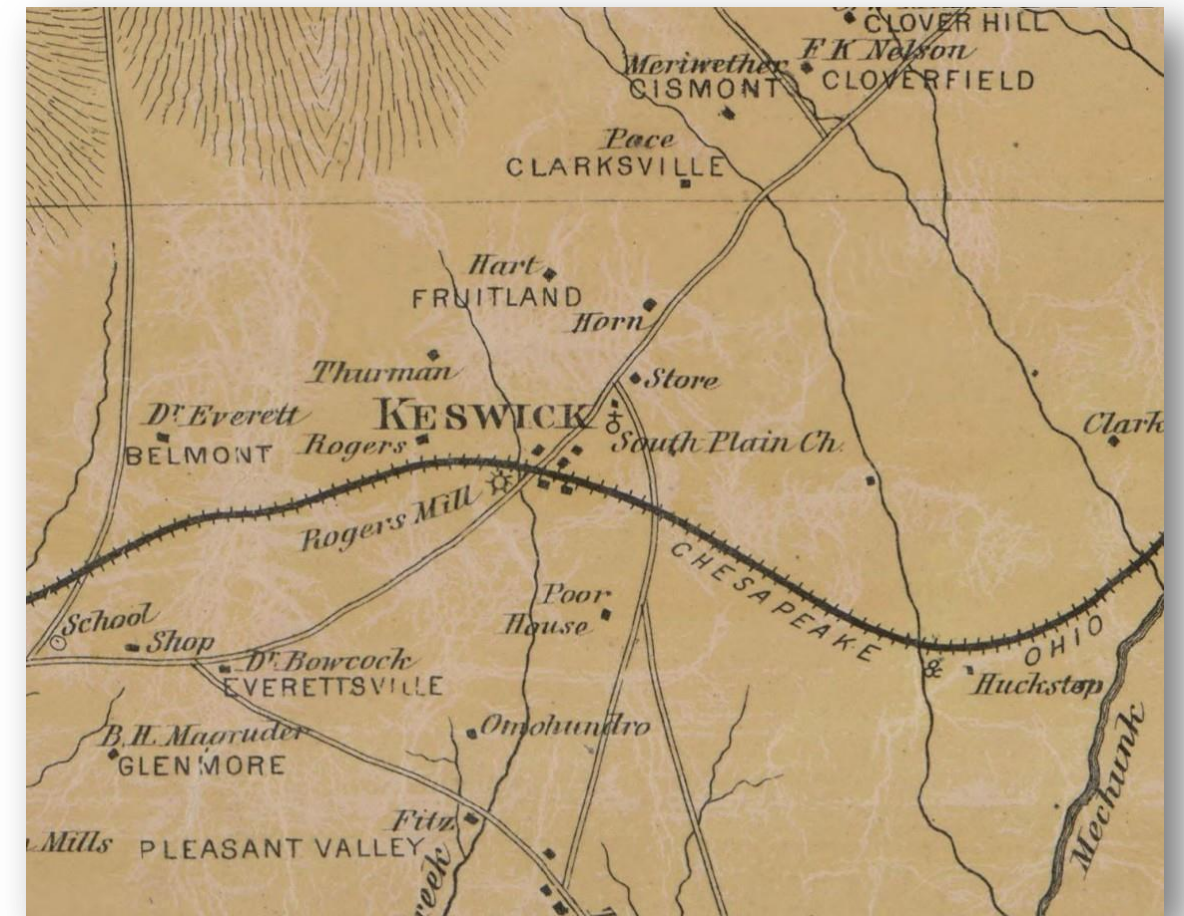 CLOVER HILL
F K Nelson
CLOVERFIELD
Meriwether
CISMONT
Pace
CLARKSVILLE
Hart
FRUITLAND
Horn
Thurman
Store
KESWICK
Dr Everett
BELMONT
Rogers
South Plain Ch.
Clark
Rogers Mill
CHESAPEAKE
&
OHIO
School
Shop
Poor
House
Dr Bowcock
EVERETTSVILLE
Huckstep
Omohundro
B. H. Magruder
GLENMORE
Mechunk
Fitz
Mills
PLEASANT VALLEY
reek